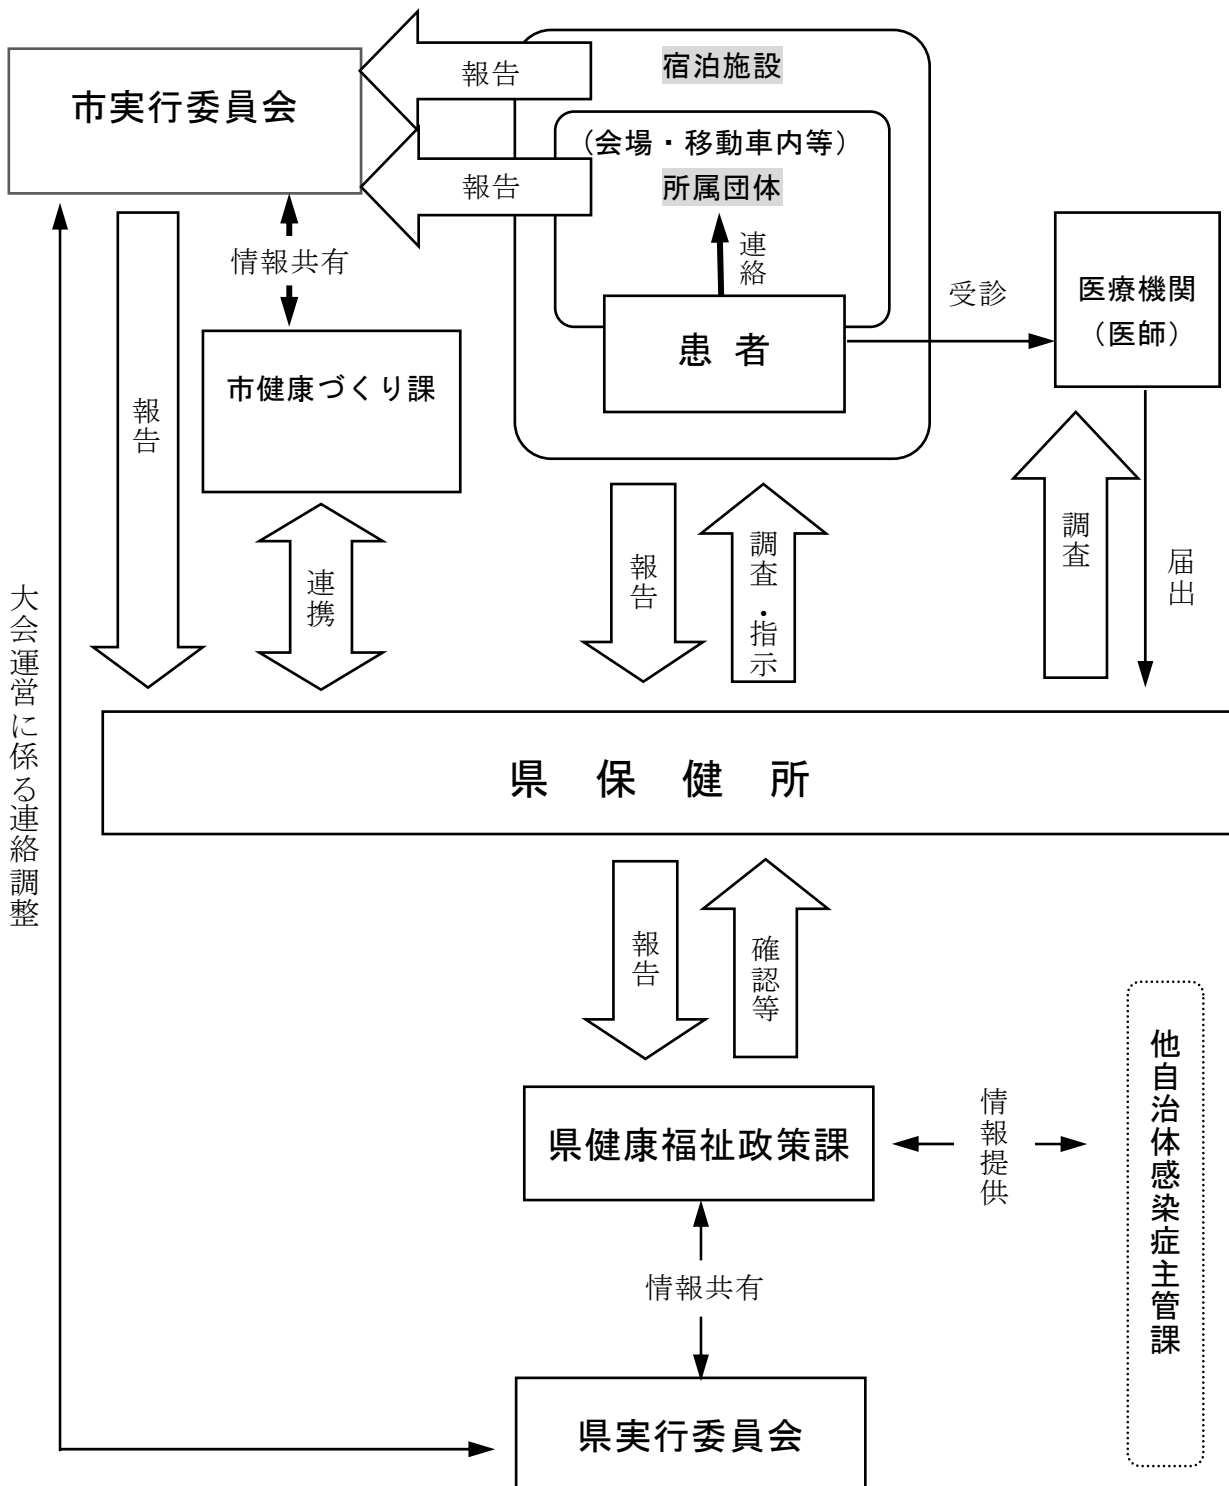 報告
宿泊施設
市実行委員会
(会場・移動車内等)
報告
所属団体
連絡
情報共有
受診
医療機関
(医師)
患者
市健康づくり課
報告
連携
報告
調査・指示
調査
届出
大会運営に係る連絡調整
県保健所
報告
確認等
県健康福祉政策課
情報提供
他自治体感染症主管課
情報共有
県実行委員会